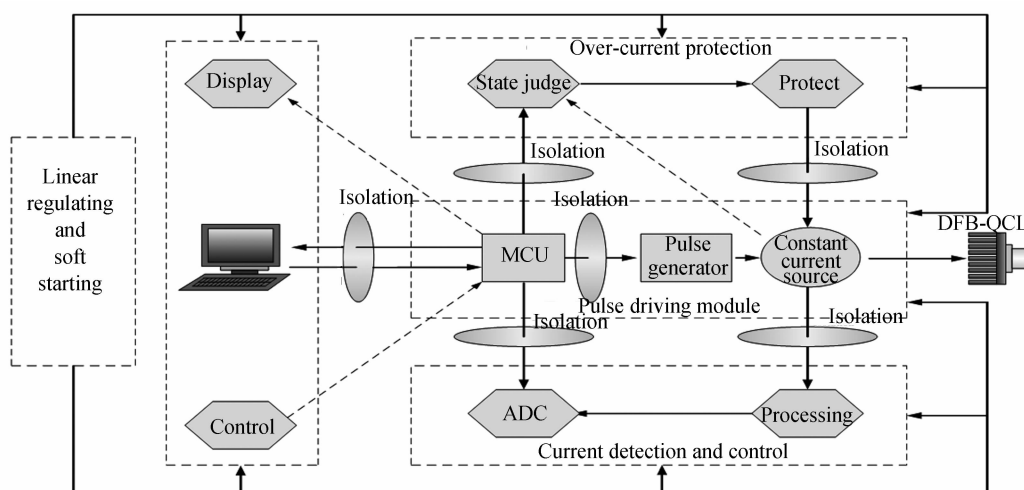 Over-current protection
Display
State judge
Protect
Isolation
Isolation
Linear
regulating
and
soft
starting
Isolation
Isolation
DFB-QCL
MCU
Pulse
generator
Constant
current
source
Pulse driving module
Isolation
Isolation
Control
ADC
Processing
Current detection and control